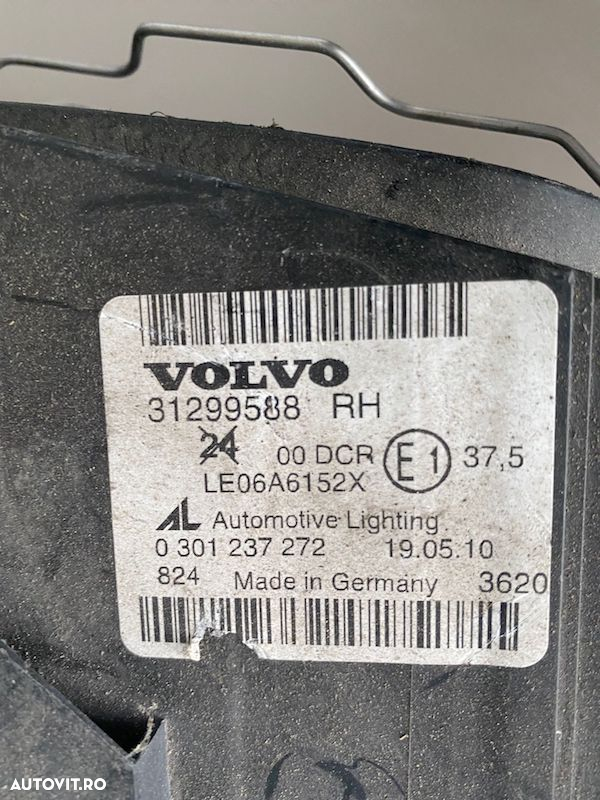 VOLVO
31299588 RH
24 00 DCR E1 37,5
LE06A6152X
AL Automotive Lighting
0 301 237 272 19.05.10
824 Made in Germany 3620
AUTOVIT.RO